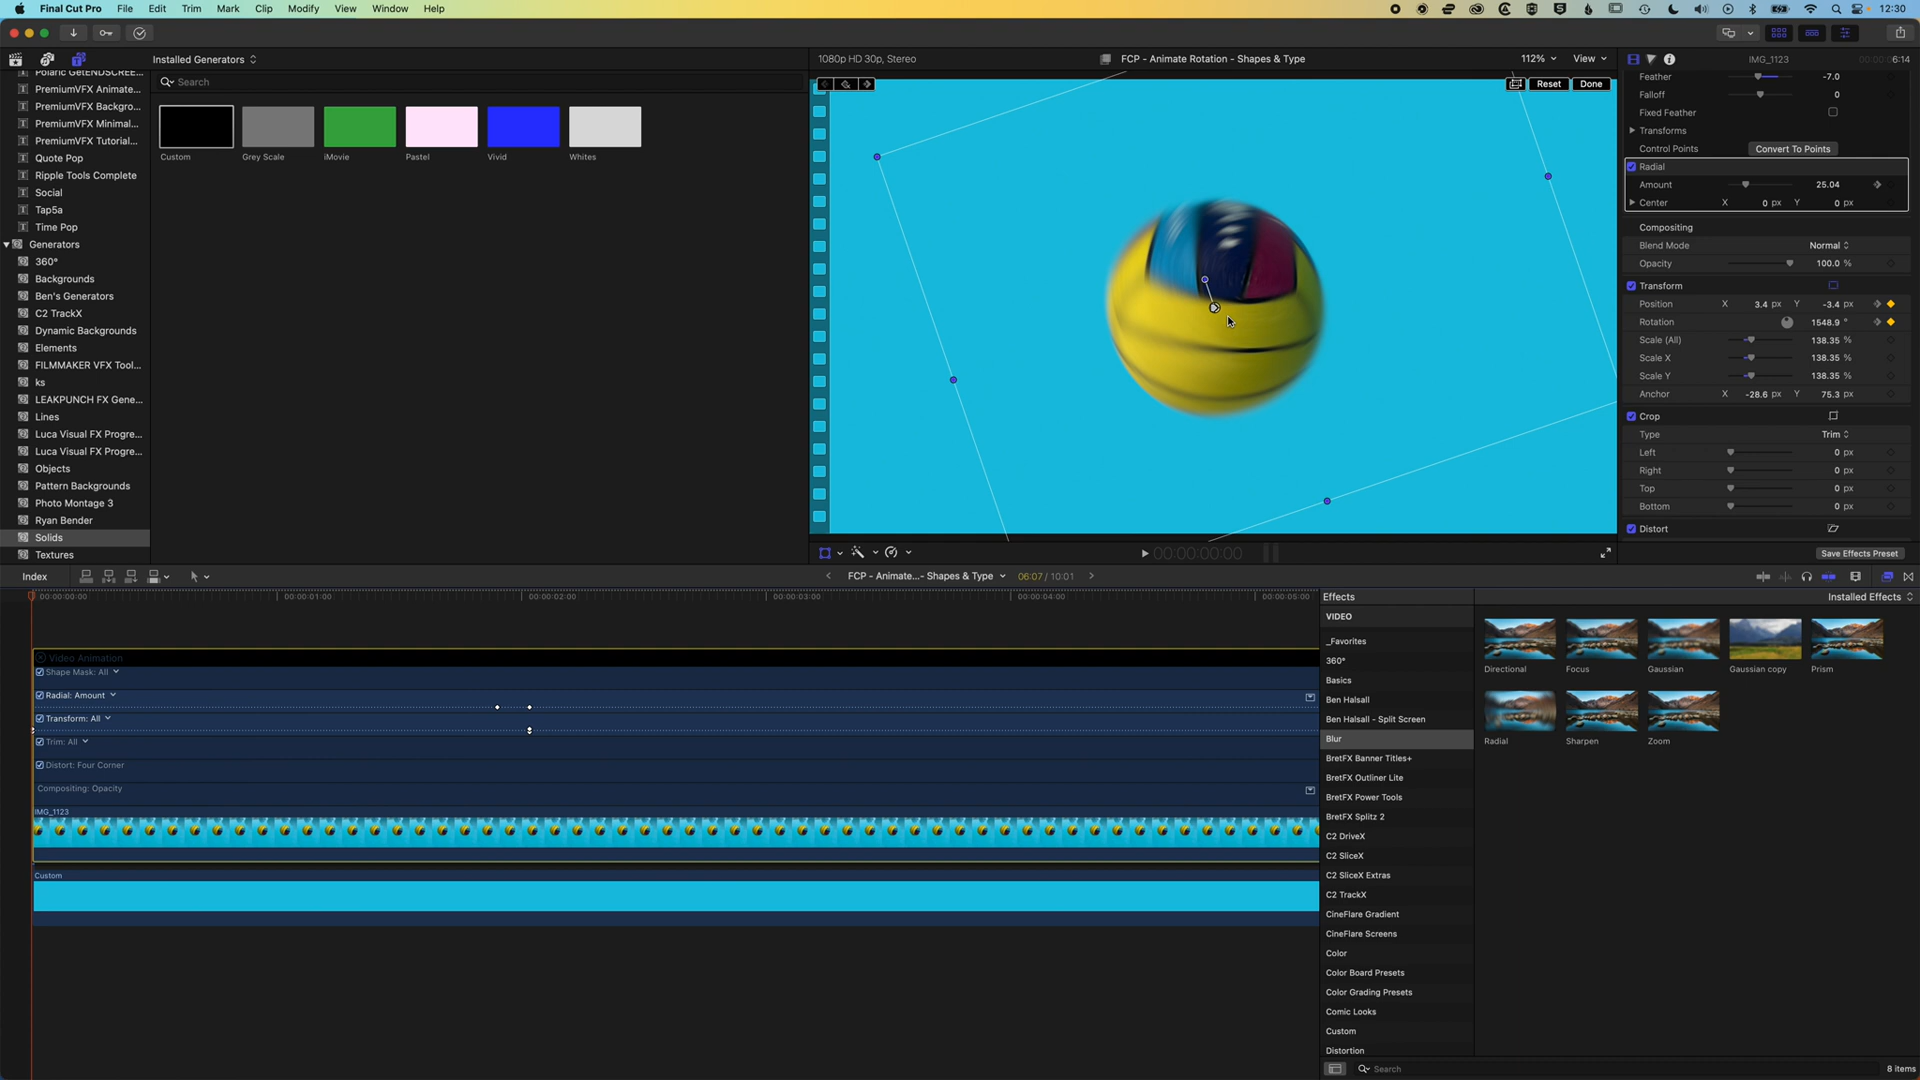 Final Cut Pro File Edit Trim Mark Clip Modify View Window Help 12:30
Installed Generators
1080p HD 30p, Stereo
FCP - Animate Rotation - Shapes & Type
112%
View
IMG_1123
6:14
Polaric GetENDSCREE...
PremiumVFX Animate...
PremiumVFX Backgro...
PremiumVFX Minimal...
PremiumVFX Tutorial...
Quote Pop
Ripple Tools Complete
Social
Tap5a
Time Pop
Generators
360°
Backgrounds
Ben's Generators
C2 TrackX
Dynamic Backgrounds
Elements
FILMMAKER VFX Tool...
ks
LEAKPUNCH FX Gene...
Lines
Luca Visual FX Progre...
Luca Visual FX Progre...
Objects
Pattern Backgrounds
Photo Montage 3
Ryan Bender
Solids
Textures
Search
Custom
Grey Scale
iMovie
Pastel
Vivid
Whites
Reset
Done
00:00:00:00
Feather -7.0
Falloff 0
Fixed Feather
Transforms
Control Points Convert To Points
Radial
Amount 25.04
Center X 0 px Y 0 px
Compositing
Blend Mode Normal
Opacity 100.0 %
Transform
Position X 3.4 px Y -3.4 px
Rotation 1548.9 °
Scale (All) 138.35 %
Scale X 138.35 %
Scale Y 138.35 %
Anchor X -28.6 px Y 75.3 px
Crop
Type Trim
Left 0 px
Right 0 px
Top 0 px
Bottom 0 px
Distort
Save Effects Preset
Index
FCP - Animate...- Shapes & Type
06:07 / 10:01
00:00:00:00
00:00:01:00
00:00:02:00
00:00:03:00
00:00:04:00
00:00:05:00
Video Animation
Shape Mask: All
Radial: Amount
Transform: All
Trim: All
Distort: Four Corner
Compositing: Opacity
IMG_1123
Custom
Effects
Installed Effects
VIDEO
_Favorites
360°
Basics
Ben Halsall
Ben Halsall - Split Screen
Blur
BretFX Banner Titles+
BretFX Outliner Lite
BretFX Power Tools
BretFX Splitz 2
C2 DriveX
C2 SliceX
C2 SliceX Extras
C2 TrackX
CineFlare Gradient
CineFlare Screens
Color
Color Board Presets
Color Grading Presets
Comic Looks
Custom
Distortion
Directional
Focus
Gaussian
Gaussian copy
Prism
Radial
Sharpen
Zoom
Search
8 items